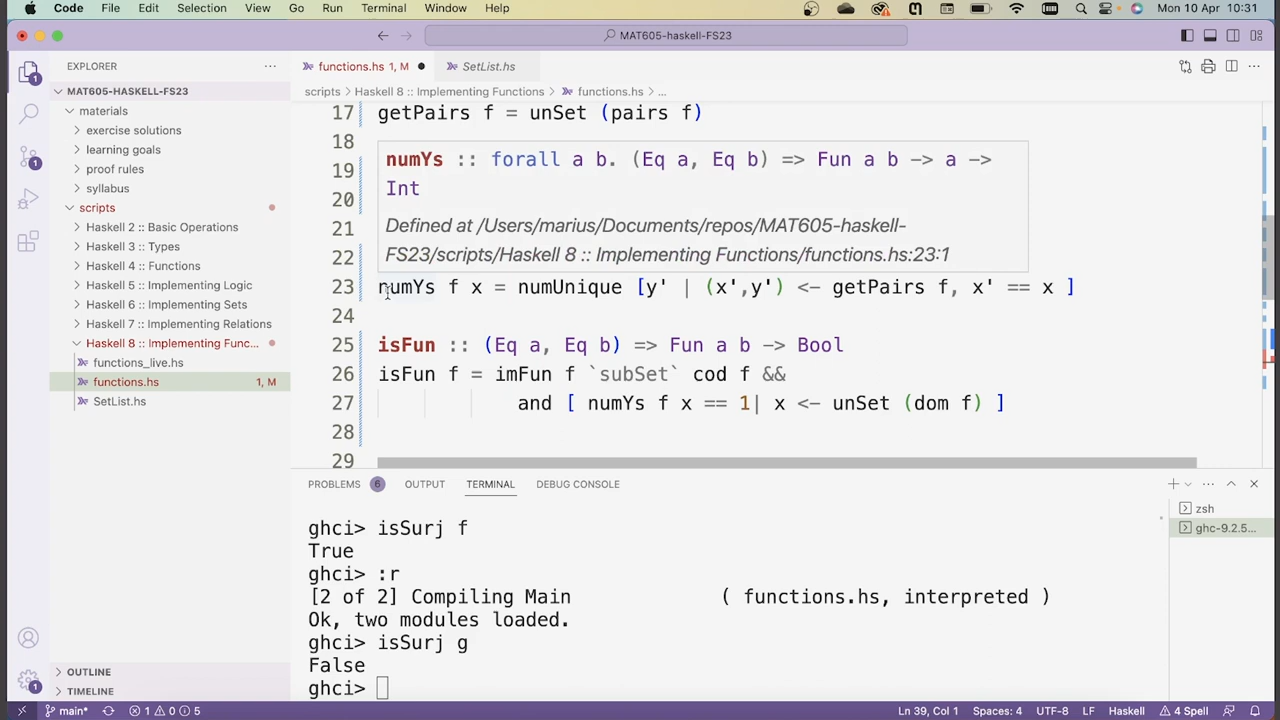 Code File Edit Selection View Go Run Terminal Window Help Mon 10 Apr 10:31
MAT605-haskell-FS23
EXPLORER
functions.hs 1, M
SetList.hs
MAT605-HASKELL-FS23
materials
exercise solutions
learning goals
proof rules
syllabus
scripts
Haskell 2 :: Basic Operations
Haskell 3 :: Types
Haskell 4 :: Functions
Haskell 5 :: Implementing Logic
Haskell 6 :: Implementing Sets
Haskell 7 :: Implementing Relations
Haskell 8 :: Implementing Func...
functions_live.hs
functions.hs 1, M
SetList.hs
OUTLINE
TIMELINE
scripts > Haskell 8 :: Implementing Functions > functions.hs > ...
17 getPairs f = unSet (pairs f)
18
numYs :: forall a b. (Eq a, Eq b) => Fun a b -> a ->
19
Int
20
21 Defined at /Users/marius/Documents/repos/MAT605-haskell-
22 FS23/scripts/Haskell 8 :: Implementing Functions/functions.hs:23:1
23 numYs f x = numUnique [y' | (x',y') <- getPairs f, x' == x ]
24
25 isFun :: (Eq a, Eq b) => Fun a b -> Bool
26 isFun f = imFun f `subSet` cod f &&
27 and [ numYs f x == 1| x <- unSet (dom f) ]
28
29
PROBLEMS 6 OUTPUT TERMINAL DEBUG CONSOLE
ghci> isSurj f
True
ghci> :r
[2 of 2] Compiling Main ( functions.hs, interpreted )
Ok, two modules loaded.
ghci> isSurj g
False
ghci>
zsh
ghc-9.2.5...
main* 1 0 5 Ln 39, Col 1 Spaces: 4 UTF-8 LF Haskell 4 Spell